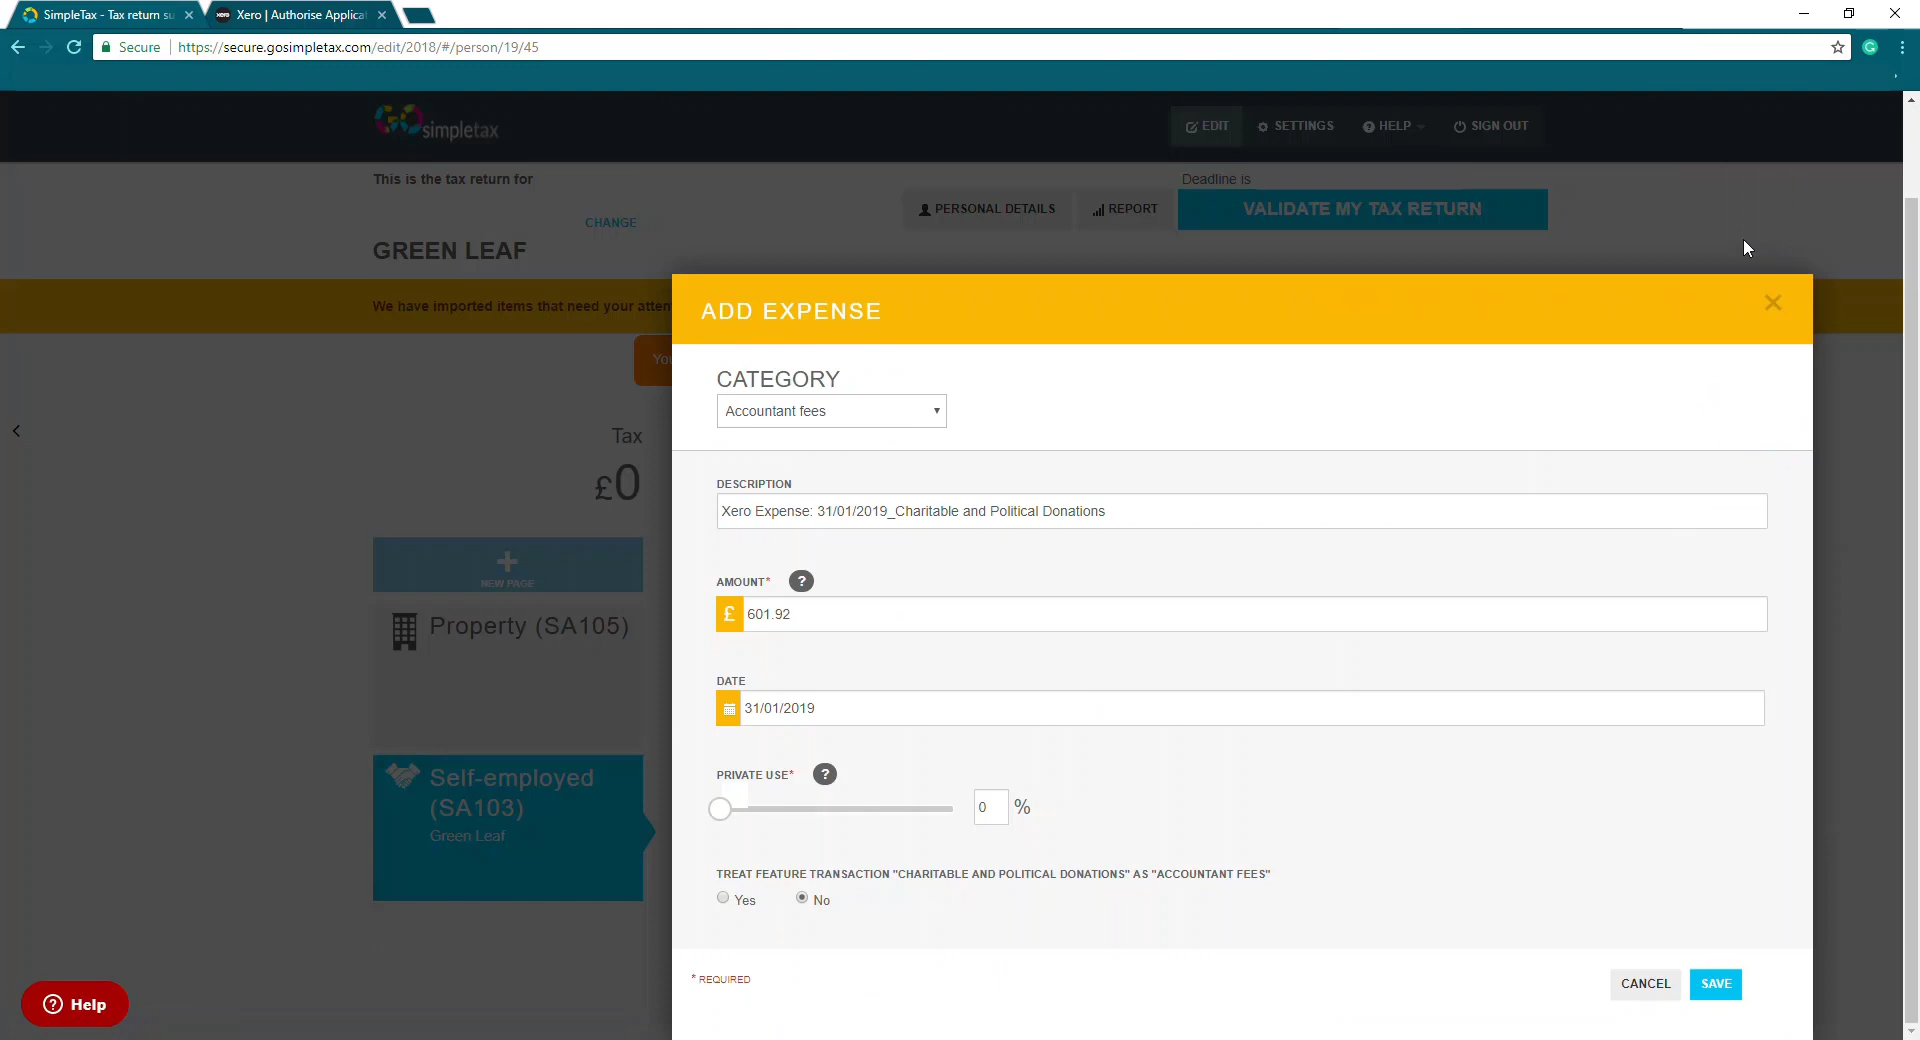 SimpleTax - Tax return su
Xero | Authorise Applicat
Secure
https://secure.gosimpletax.com/edit/2018/#/person/19/45
GO simpletax
EDIT
SETTINGS
HELP
SIGN OUT
This is the tax return for
Deadline is
CHANGE
PERSONAL DETAILS
REPORT
VALIDATE MY TAX RETURN
GREEN LEAF
We have imported items that need your atten
ADD EXPENSE
You
CATEGORY
Accountant fees
Tax
£0
DESCRIPTION
Xero Expense: 31/01/2019_Charitable and Political Donations
NEW PAGE
AMOUNT*
?
£ 601.92
Property (SA105)
DATE
31/01/2019
PRIVATE USE*
?
0 %
Self-employed
(SA103)
Green Leaf
TREAT FEATURE TRANSACTION "CHARITABLE AND POLITICAL DONATIONS" AS "ACCOUNTANT FEES"
Yes
No
* REQUIRED
CANCEL
SAVE
? Help